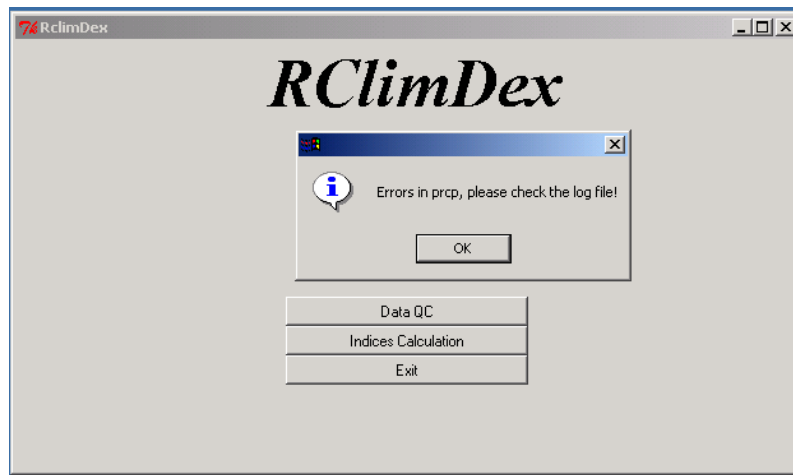 RclimDex
RClimDex
Errors in prcp, please check the log file!
OK
Data QC
Indices Calculation
Exit